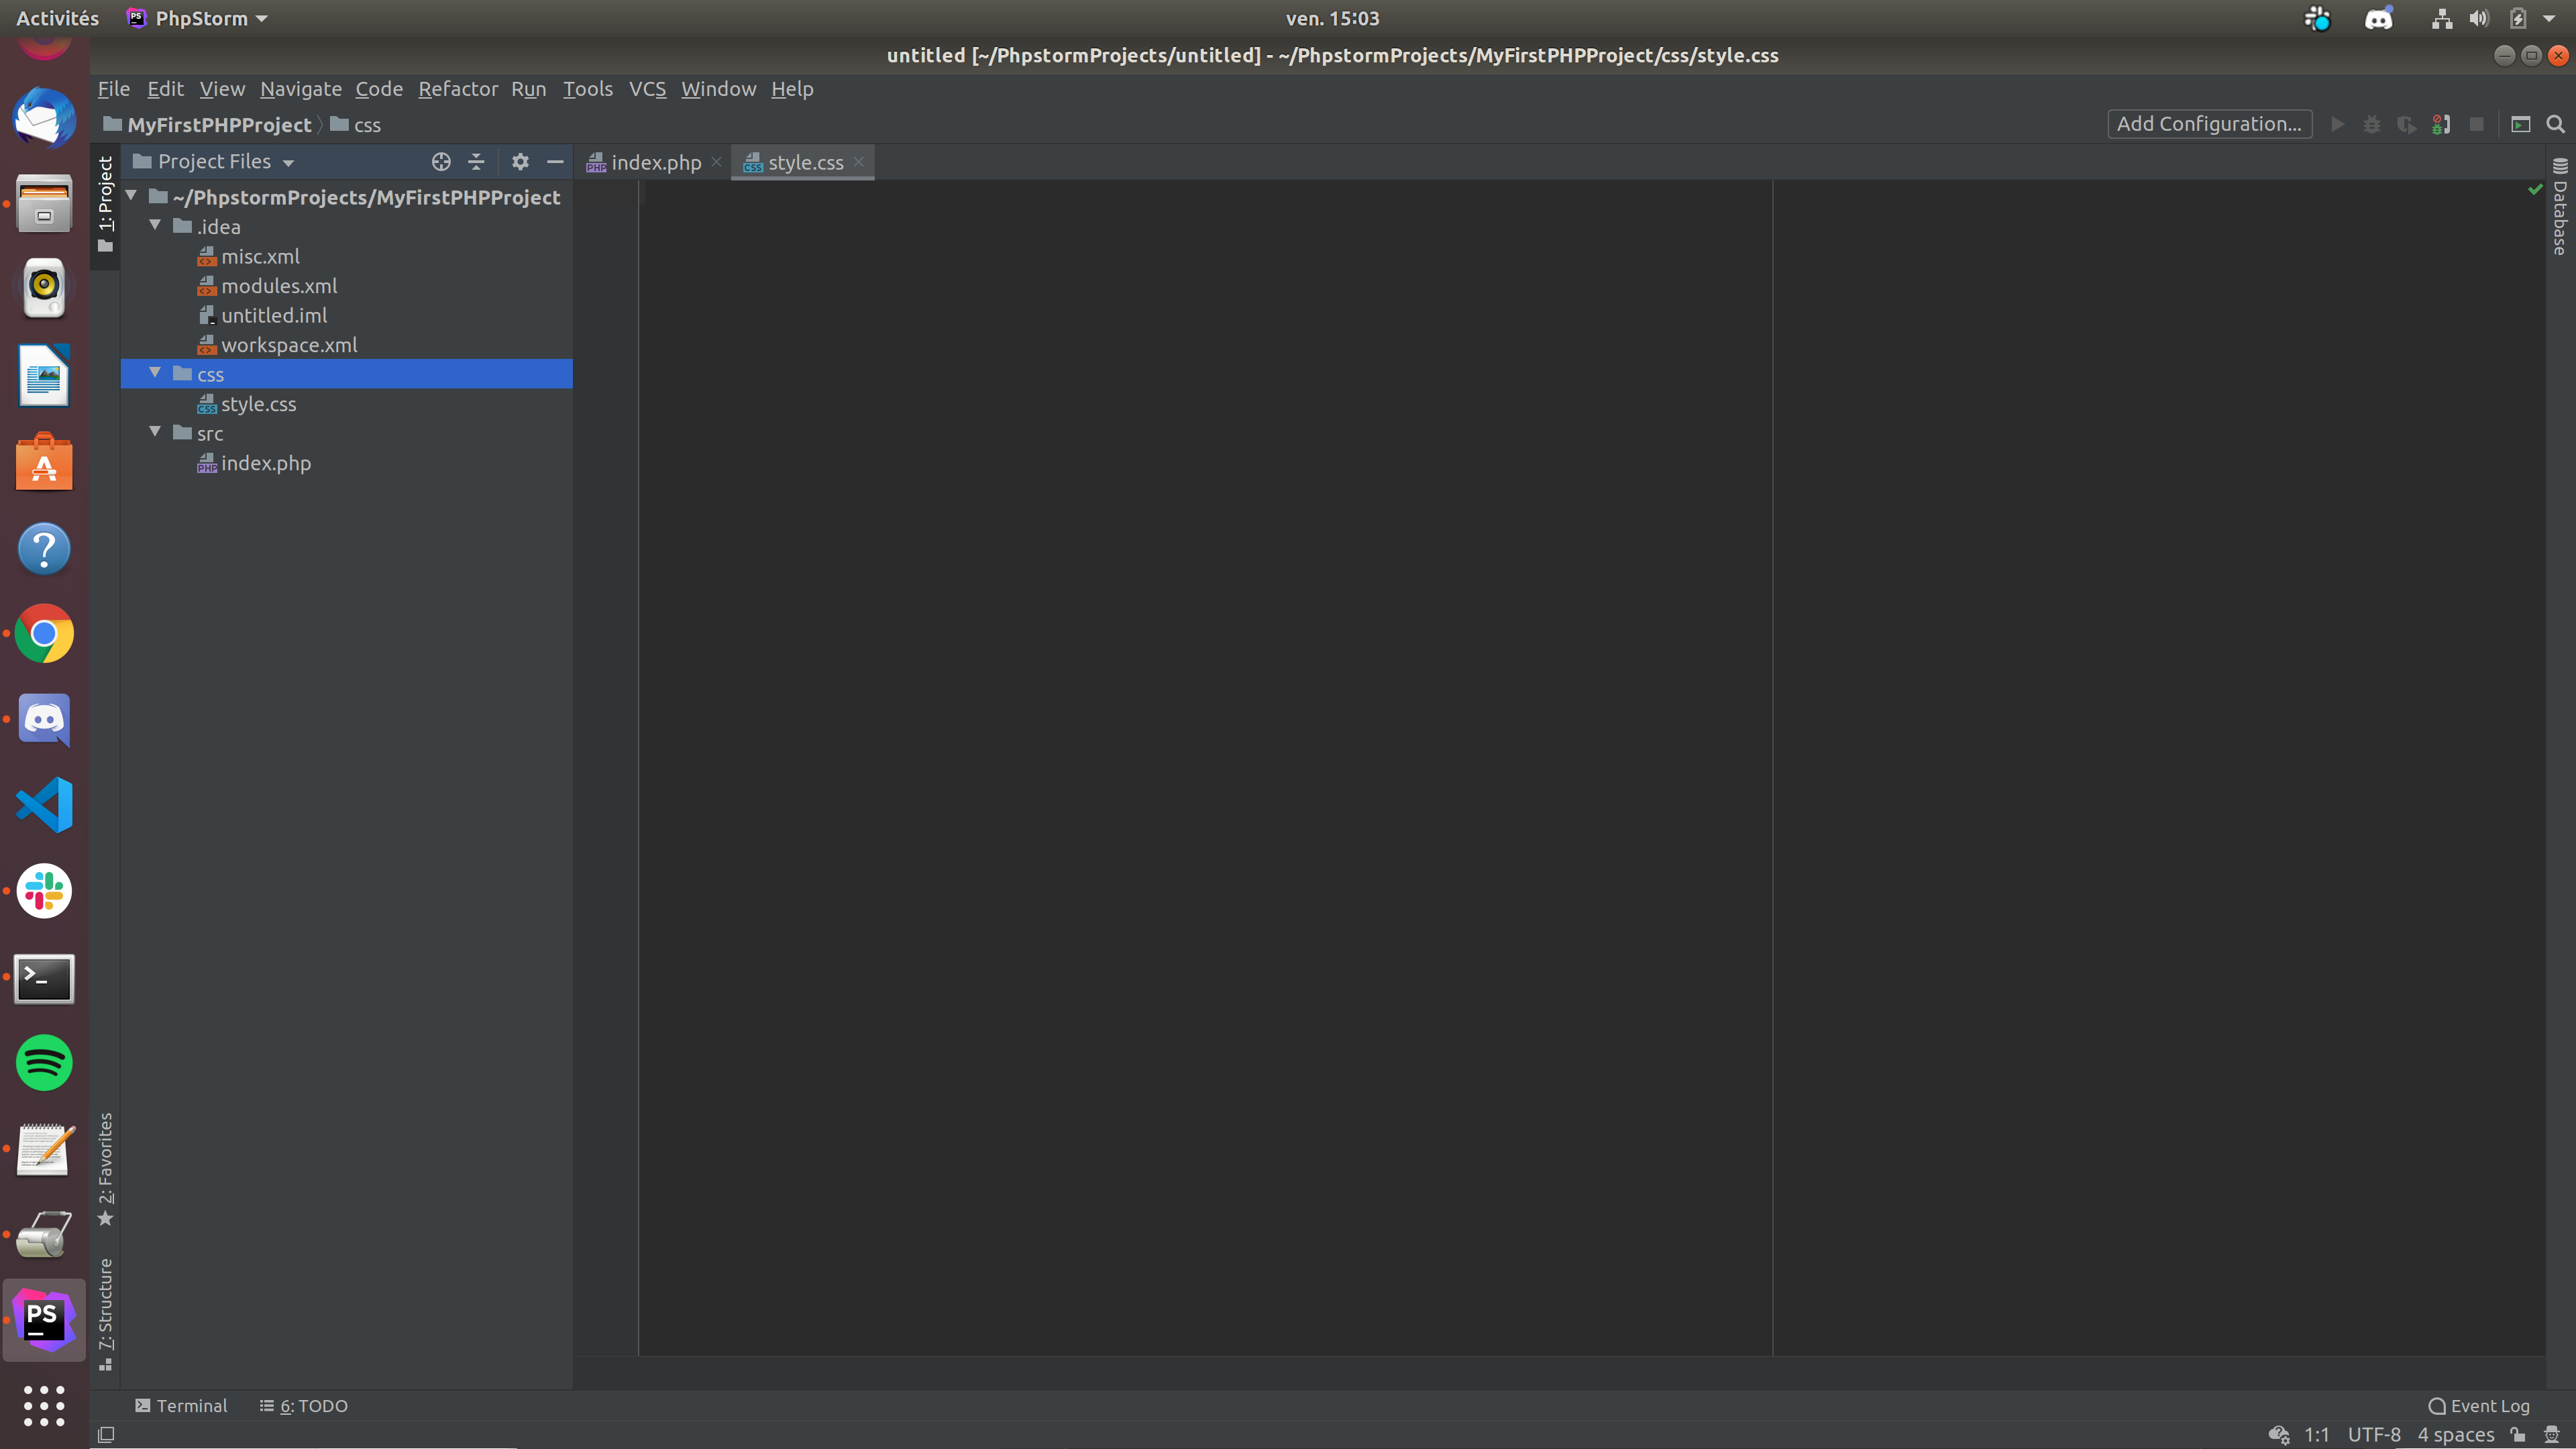 Activités PhpStorm ven. 15:03
untitled [~/PhpstormProjects/untitled] - ~/PhpstormProjects/MyFirstPHPProject/css/style.css
File Edit View Navigate Code Refactor Run Tools VCS Window Help
MyFirstPHPProject css Add Configuration...
1: Project
Project Files
index.php
style.css
Database
~/PhpstormProjects/MyFirstPHPProject
.idea
misc.xml
modules.xml
untitled.iml
workspace.xml
css
style.css
src
index.php
2: Favorites
7: Structure
PS
Terminal 6: TODO Event Log
1:1 UTF-8 4 spaces